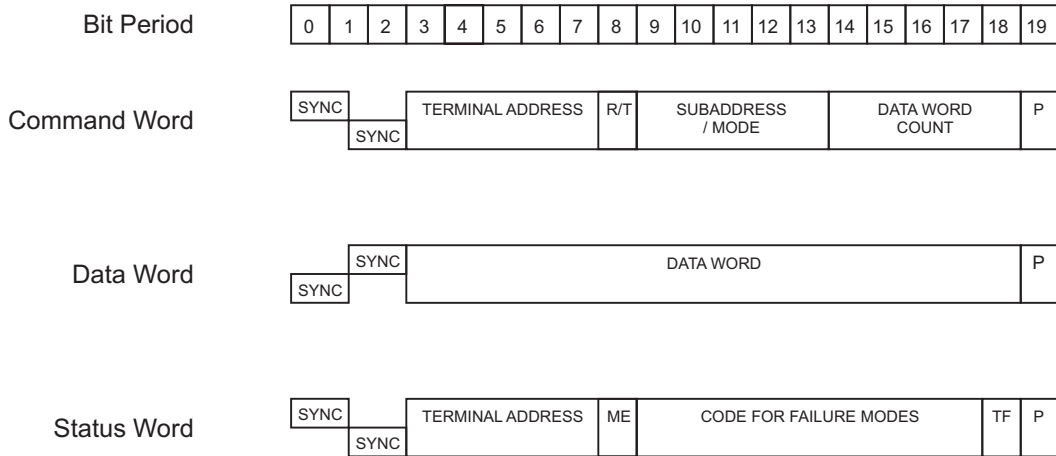 Bit Period
0 1 2 3 4 5 6 7 8 9 10 11 12 13 14 15 16 17 18 19
Command Word
SYNC
SYNC
TERMINAL ADDRESS
R/T
SUBADDRESS
/ MODE
DATA WORD
COUNT
P
Data Word
SYNC
SYNC
DATA WORD
P
Status Word
SYNC
SYNC
TERMINAL ADDRESS
ME
CODE FOR FAILURE MODES
TF
P